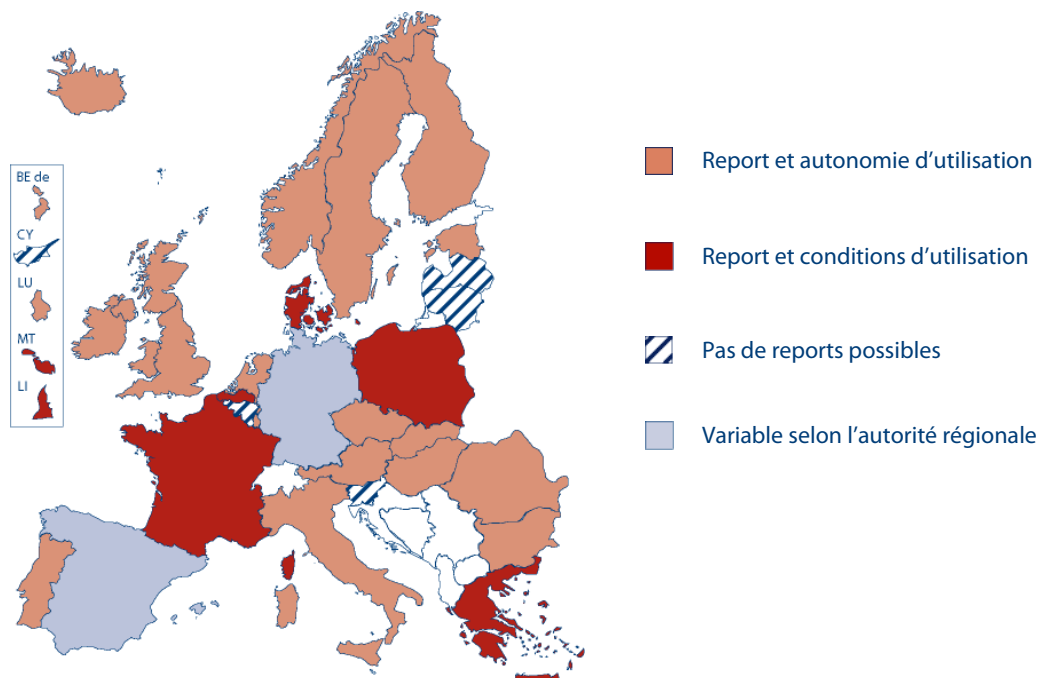 BE de
CY
LU
MT
LI
Report et autonomie d’utilisation
Report et conditions d’utilisation
Pas de reports possibles
Variable selon l’autorité régionale